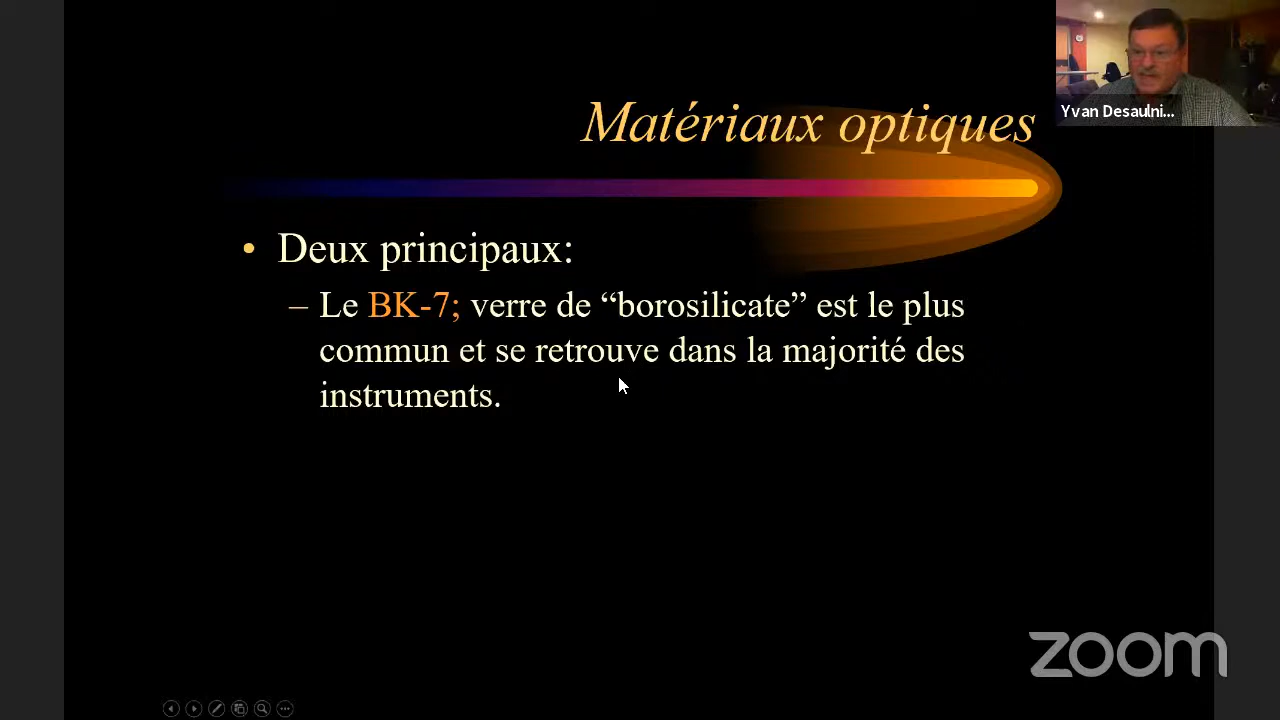 Matériaux optiques
Yvan Desaulni...
• Deux principaux:
– Le BK-7; verre de “borosilicate” est le plus
commun et se retrouve dans la majorité des
instruments.
zoom